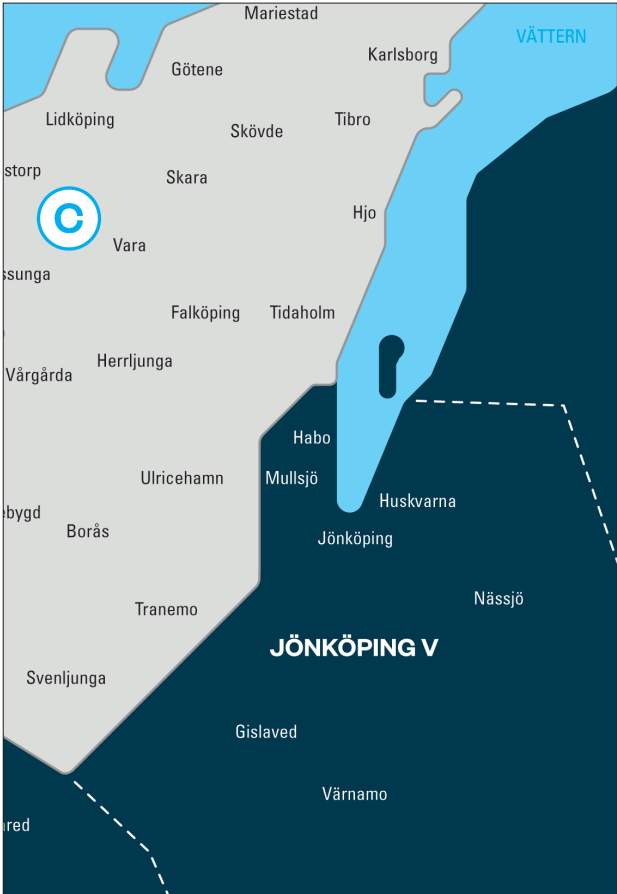 Mariestad
VÄTTERN
Karlsborg
Götene
Lidköping
Tibro
Skövde
storp
Skara
C
Hjo
Vara
ssunga
Falköping
Tidaholm
Herrljunga
Vårgårda
Habo
Ulricehamn
Mullsjö
Huskvarna
ebygd
Borås
Jönköping
Nässjö
Tranemo
JÖNKÖPING V
Svenljunga
Gislaved
Värnamo
red